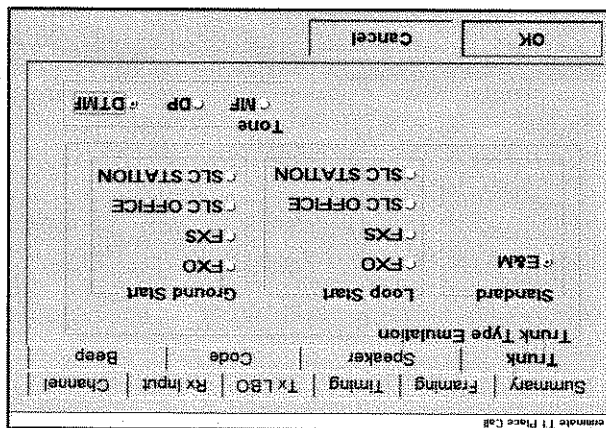 erminate T1 Place Call
Summary Framing Timing Tx LBO Rx Input Channel
Trunk Speaker Code Beep
Trunk Type Emulation
Standard Loop Start Ground Start
E&M FXO FXO
FXS FXS
SLC OFFICE SLC OFFICE
SLC STATION SLC STATION
Tone
MF DP DTMF
OK Cancel